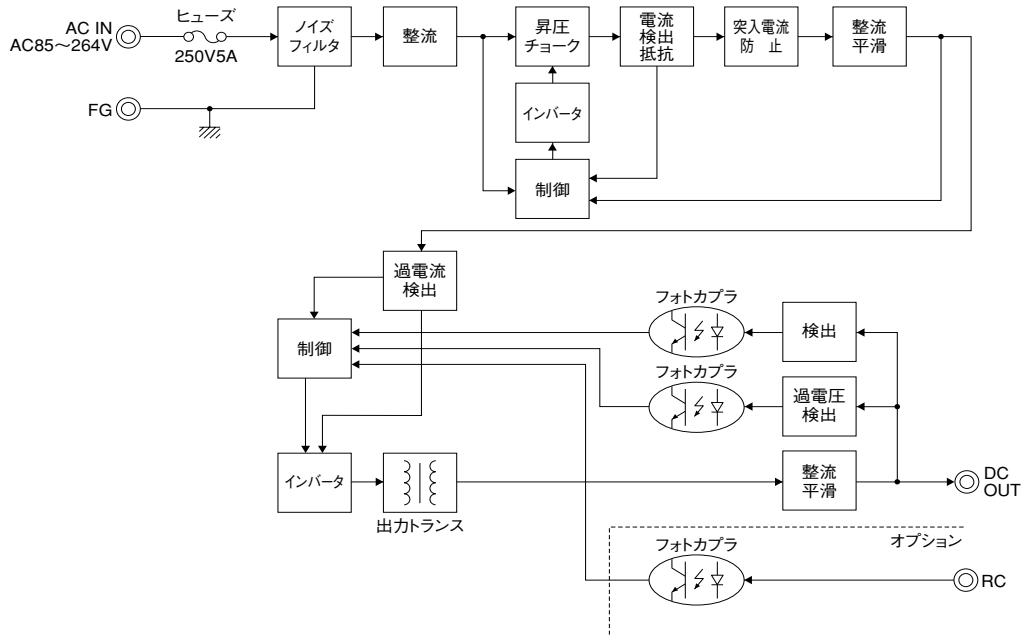 AC IN
AC85～264V
ヒューズ
250V5A
ノイズ
フィルタ
整流
昇圧
チョーク
電流
検出
抵抗
突入電流
防 止
整流
平滑
FG
インバータ
制御
過電流
検出
フォトカプラ
検出
制御
フォトカプラ
過電圧
検出
インバータ
出力トランス
整流
平滑
DC
OUT
オプション
フォトカプラ
RC